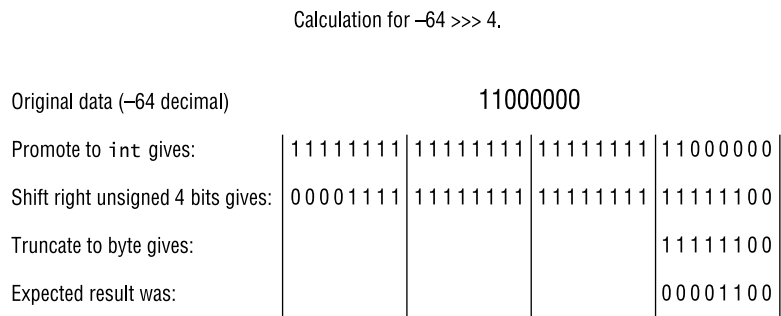 Calculation for –64 >>> 4.
Original data (–64 decimal) 11000000
Promote to int gives: 11111111 11111111 11111111 11000000
Shift right unsigned 4 bits gives: 00001111 11111111 11111111 11111100
Truncate to byte gives: 11111100
Expected result was: 00001100